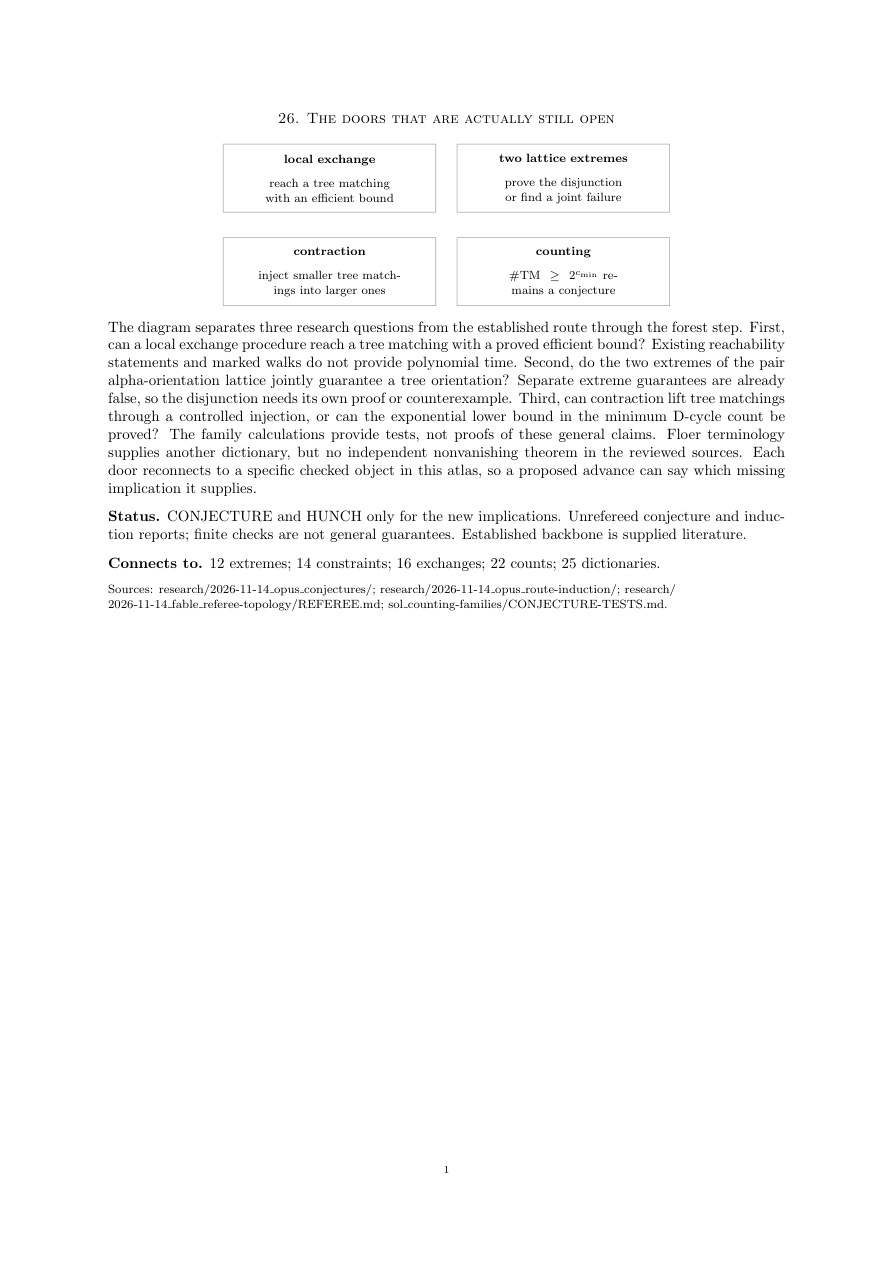 26. The doors that are actually still open
local exchange
reach a tree matching
with an efficient bound
two lattice extremes
prove the disjunction
or find a joint failure
contraction
inject smaller tree match-
ings into larger ones
counting
#TM ≥ 2^{c_min} re-
mains a conjecture
The diagram separates three research questions from the established route through the forest step. First,
can a local exchange procedure reach a tree matching with a proved efficient bound? Existing reachability
statements and marked walks do not provide polynomial time. Second, do the two extremes of the pair
alpha-orientation lattice jointly guarantee a tree orientation? Separate extreme guarantees are already
false, so the disjunction needs its own proof or counterexample. Third, can contraction lift tree matchings
through a controlled injection, or can the exponential lower bound in the minimum D-cycle count be
proved? The family calculations provide tests, not proofs of these general claims. Floer terminology
supplies another dictionary, but no independent nonvanishing theorem in the reviewed sources. Each
door reconnects to a specific checked object in this atlas, so a proposed advance can say which missing
implication it supplies.
Status. CONJECTURE and HUNCH only for the new implications. Unrefereed conjecture and induc-
tion reports; finite checks are not general guarantees. Established backbone is supplied literature.
Connects to. 12 extremes; 14 constraints; 16 exchanges; 22 counts; 25 dictionaries.
Sources: research/2026-11-14_opus_conjectures/; research/2026-11-14_opus_route-induction/; research/
2026-11-14_fable_referee-topology/REFEREE.md; sol_counting-families/CONJECTURE-TESTS.md.
1